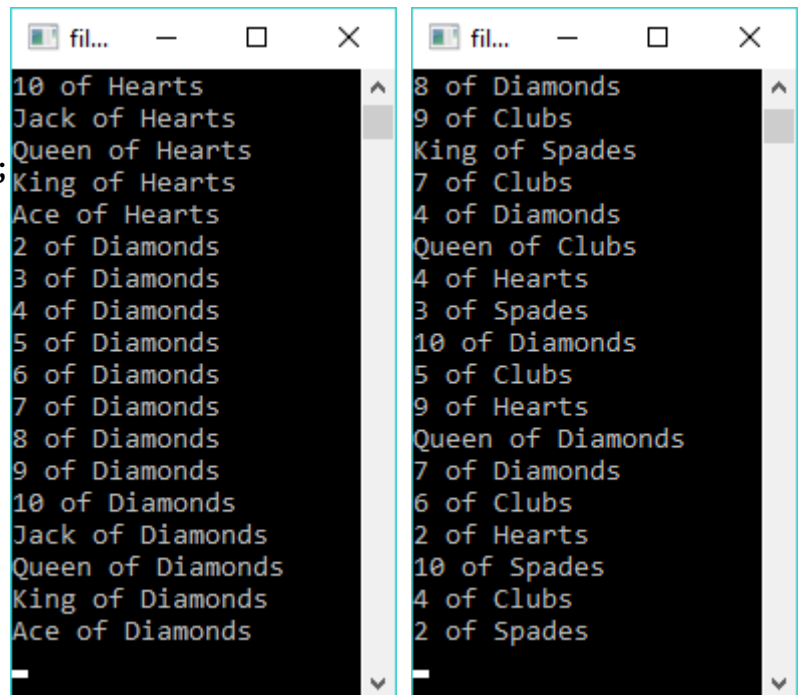 fil...
10 of Hearts
Jack of Hearts
Queen of Hearts
;
King of Hearts
Ace of Hearts
2 of Diamonds
3 of Diamonds
4 of Diamonds
5 of Diamonds
6 of Diamonds
7 of Diamonds
8 of Diamonds
9 of Diamonds
10 of Diamonds
Jack of Diamonds
Queen of Diamonds
King of Diamonds
Ace of Diamonds
fil...
8 of Diamonds
9 of Clubs
King of Spades
7 of Clubs
4 of Diamonds
Queen of Clubs
4 of Hearts
3 of Spades
10 of Diamonds
5 of Clubs
9 of Hearts
Queen of Diamonds
7 of Diamonds
6 of Clubs
2 of Hearts
10 of Spades
4 of Clubs
2 of Spades